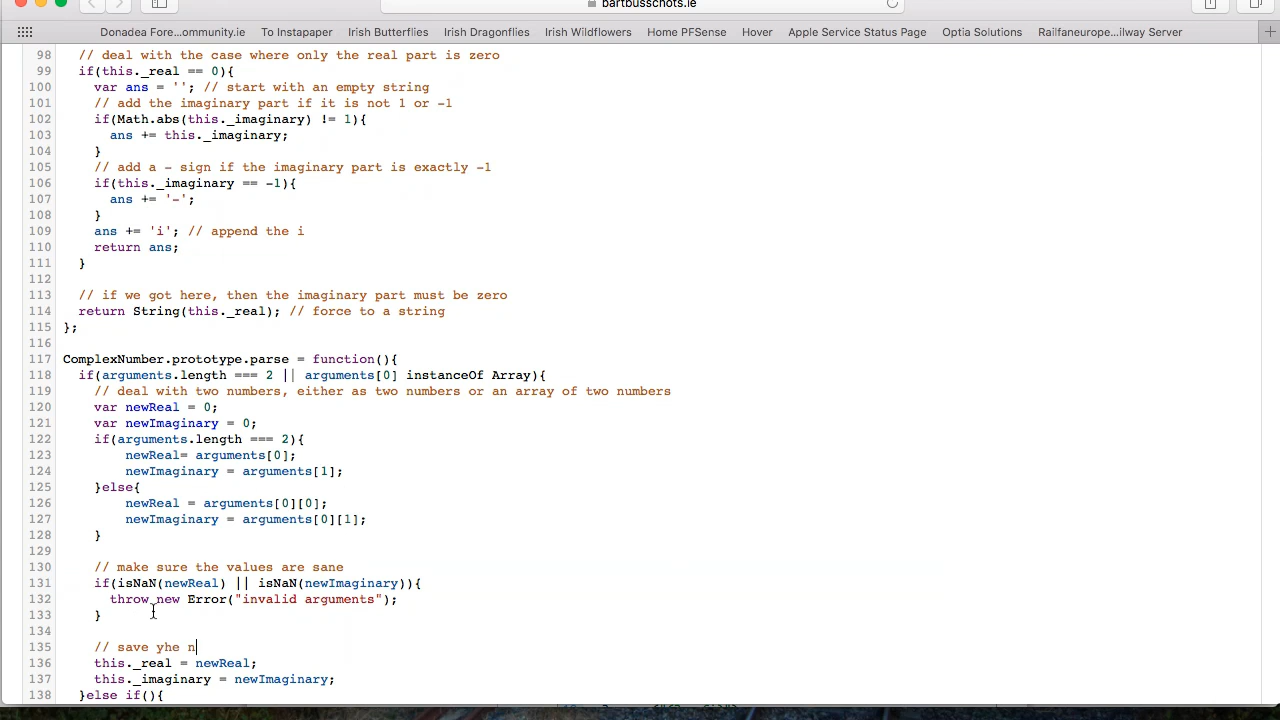 bartbusschots.ie
Donadea Fore...ommunity.ie To Instapaper Irish Butterflies Irish Dragonflies Irish Wildflowers Home PFSense Hover Apple Service Status Page Optia Solutions Railfaneurope...ilway Server
98 // deal with the case where only the real part is zero
99 if(this._real == 0){
100 var ans = ''; // start with an empty string
101 // add the imaginary part if it is not 1 or -1
102 if(Math.abs(this._imaginary) != 1){
103 ans += this._imaginary;
104 }
105 // add a - sign if the imaginary part is exactly -1
106 if(this._imaginary == -1){
107 ans += '-';
108 }
109 ans += 'i'; // append the i
110 return ans;
111 }
112
113 // if we got here, then the imaginary part must be zero
114 return String(this._real); // force to a string
115 };
116
117 ComplexNumber.prototype.parse = function(){
118 if(arguments.length === 2 || arguments[0] instanceOf Array){
119 // deal with two numbers, either as two numbers or an array of two numbers
120 var newReal = 0;
121 var newImaginary = 0;
122 if(arguments.length === 2){
123 newReal= arguments[0];
124 newImaginary = arguments[1];
125 }else{
126 newReal = arguments[0][0];
127 newImaginary = arguments[0][1];
128 }
129
130 // make sure the values are sane
131 if(isNaN(newReal) || isNaN(newImaginary)){
132 throw new Error("invalid arguments");
133 }
134
135 // save yhe n
136 this._real = newReal;
137 this._imaginary = newImaginary;
138 }else if(){